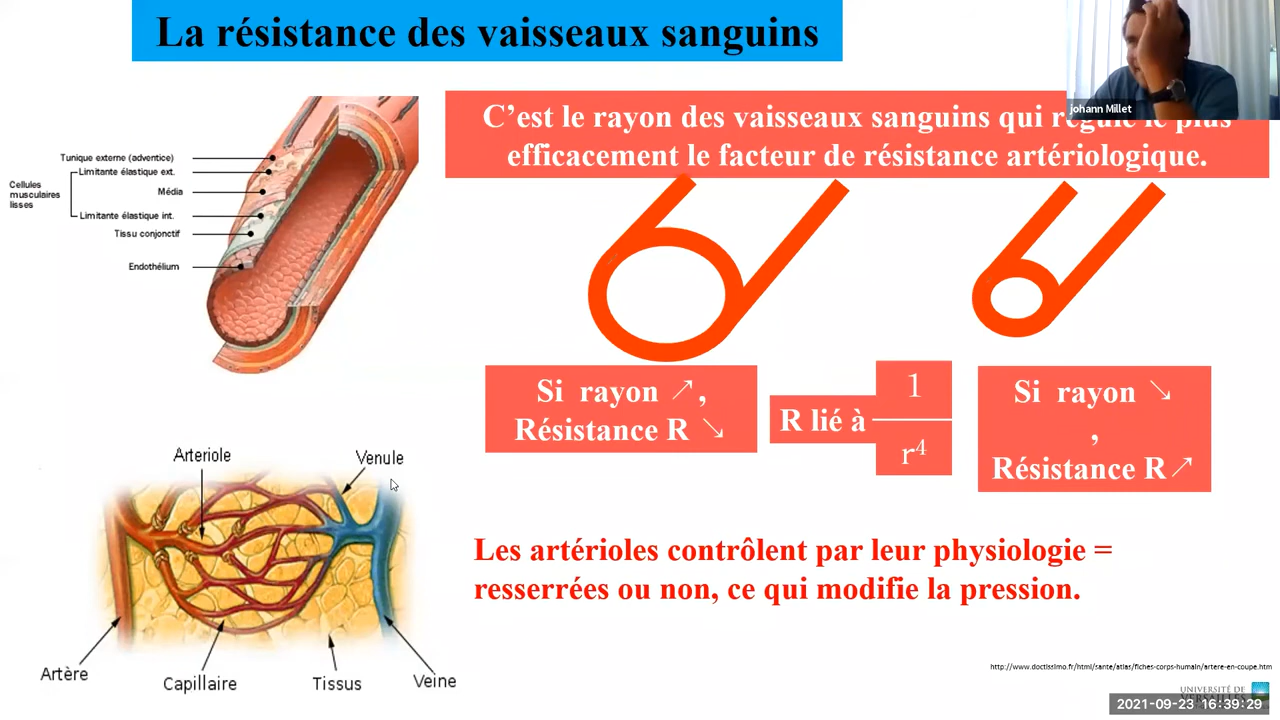 La résistance des vaisseaux sanguins
johann Millet
C'est le rayon des vaisseaux sanguins qui régule le plus
efficacement le facteur de résistance artériologique.
Tunique externe (adventice)
Limitante élastique ext.
Cellules
musculaires
lisses
Média
Limitante élastique int.
Tissu conjonctif
Endothélium
Si rayon ↗,
Résistance R ↘
R lié à
1
r⁴
Si rayon ↘
,
Résistance R↗
Arteriole
Venule
Artère
Capillaire
Tissus
Veine
Les artérioles contrôlent par leur physiologie =
resserrées ou non, ce qui modifie la pression.
http://www.doctissimo.fr/html/sante/atlas/fiches-corps-humain/artere-en-coupe.htm
UNIVERSITÉ DE
VERSAILLES
2021-09-23 16:39:29